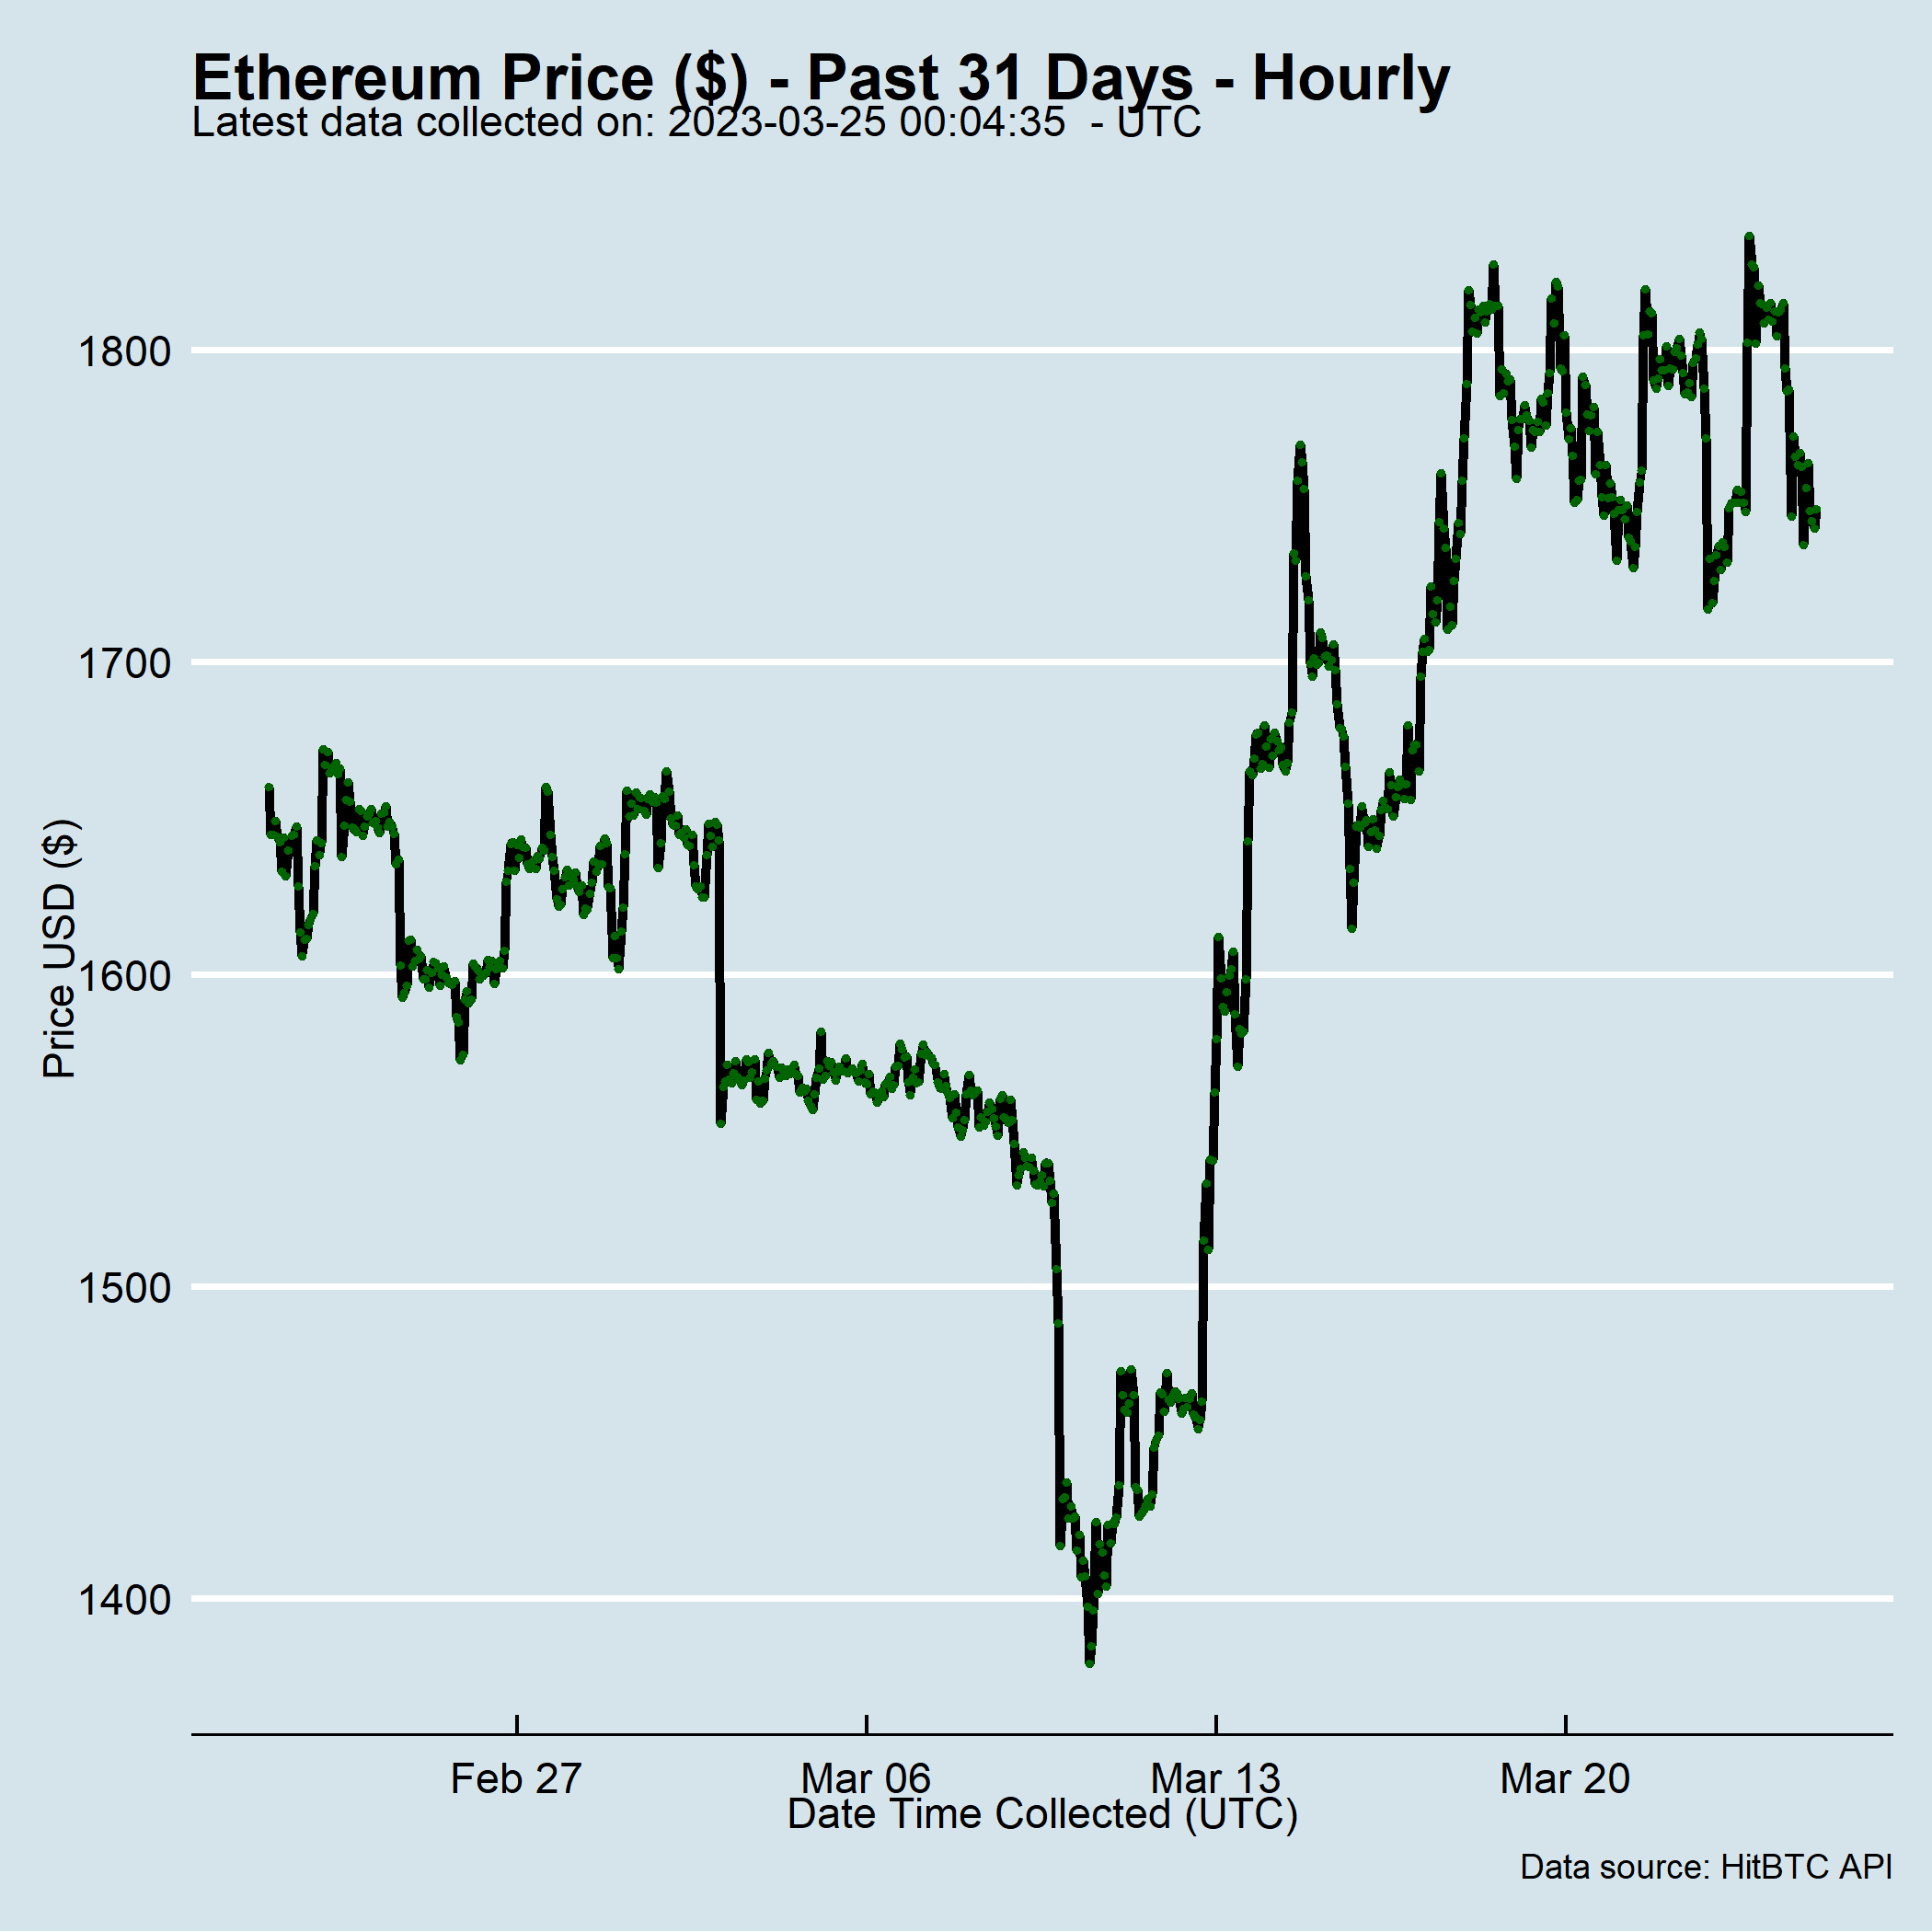 Ethereum Price ($) - Past 31 Days - Hourly
Latest data collected on: 2023-03-25 00:04:35  - UTC
Price USD ($)
1800
1700
1600
1500
1400
Feb 27 Mar 06 Mar 13 Mar 20
Date Time Collected (UTC)
Data source: HitBTC API